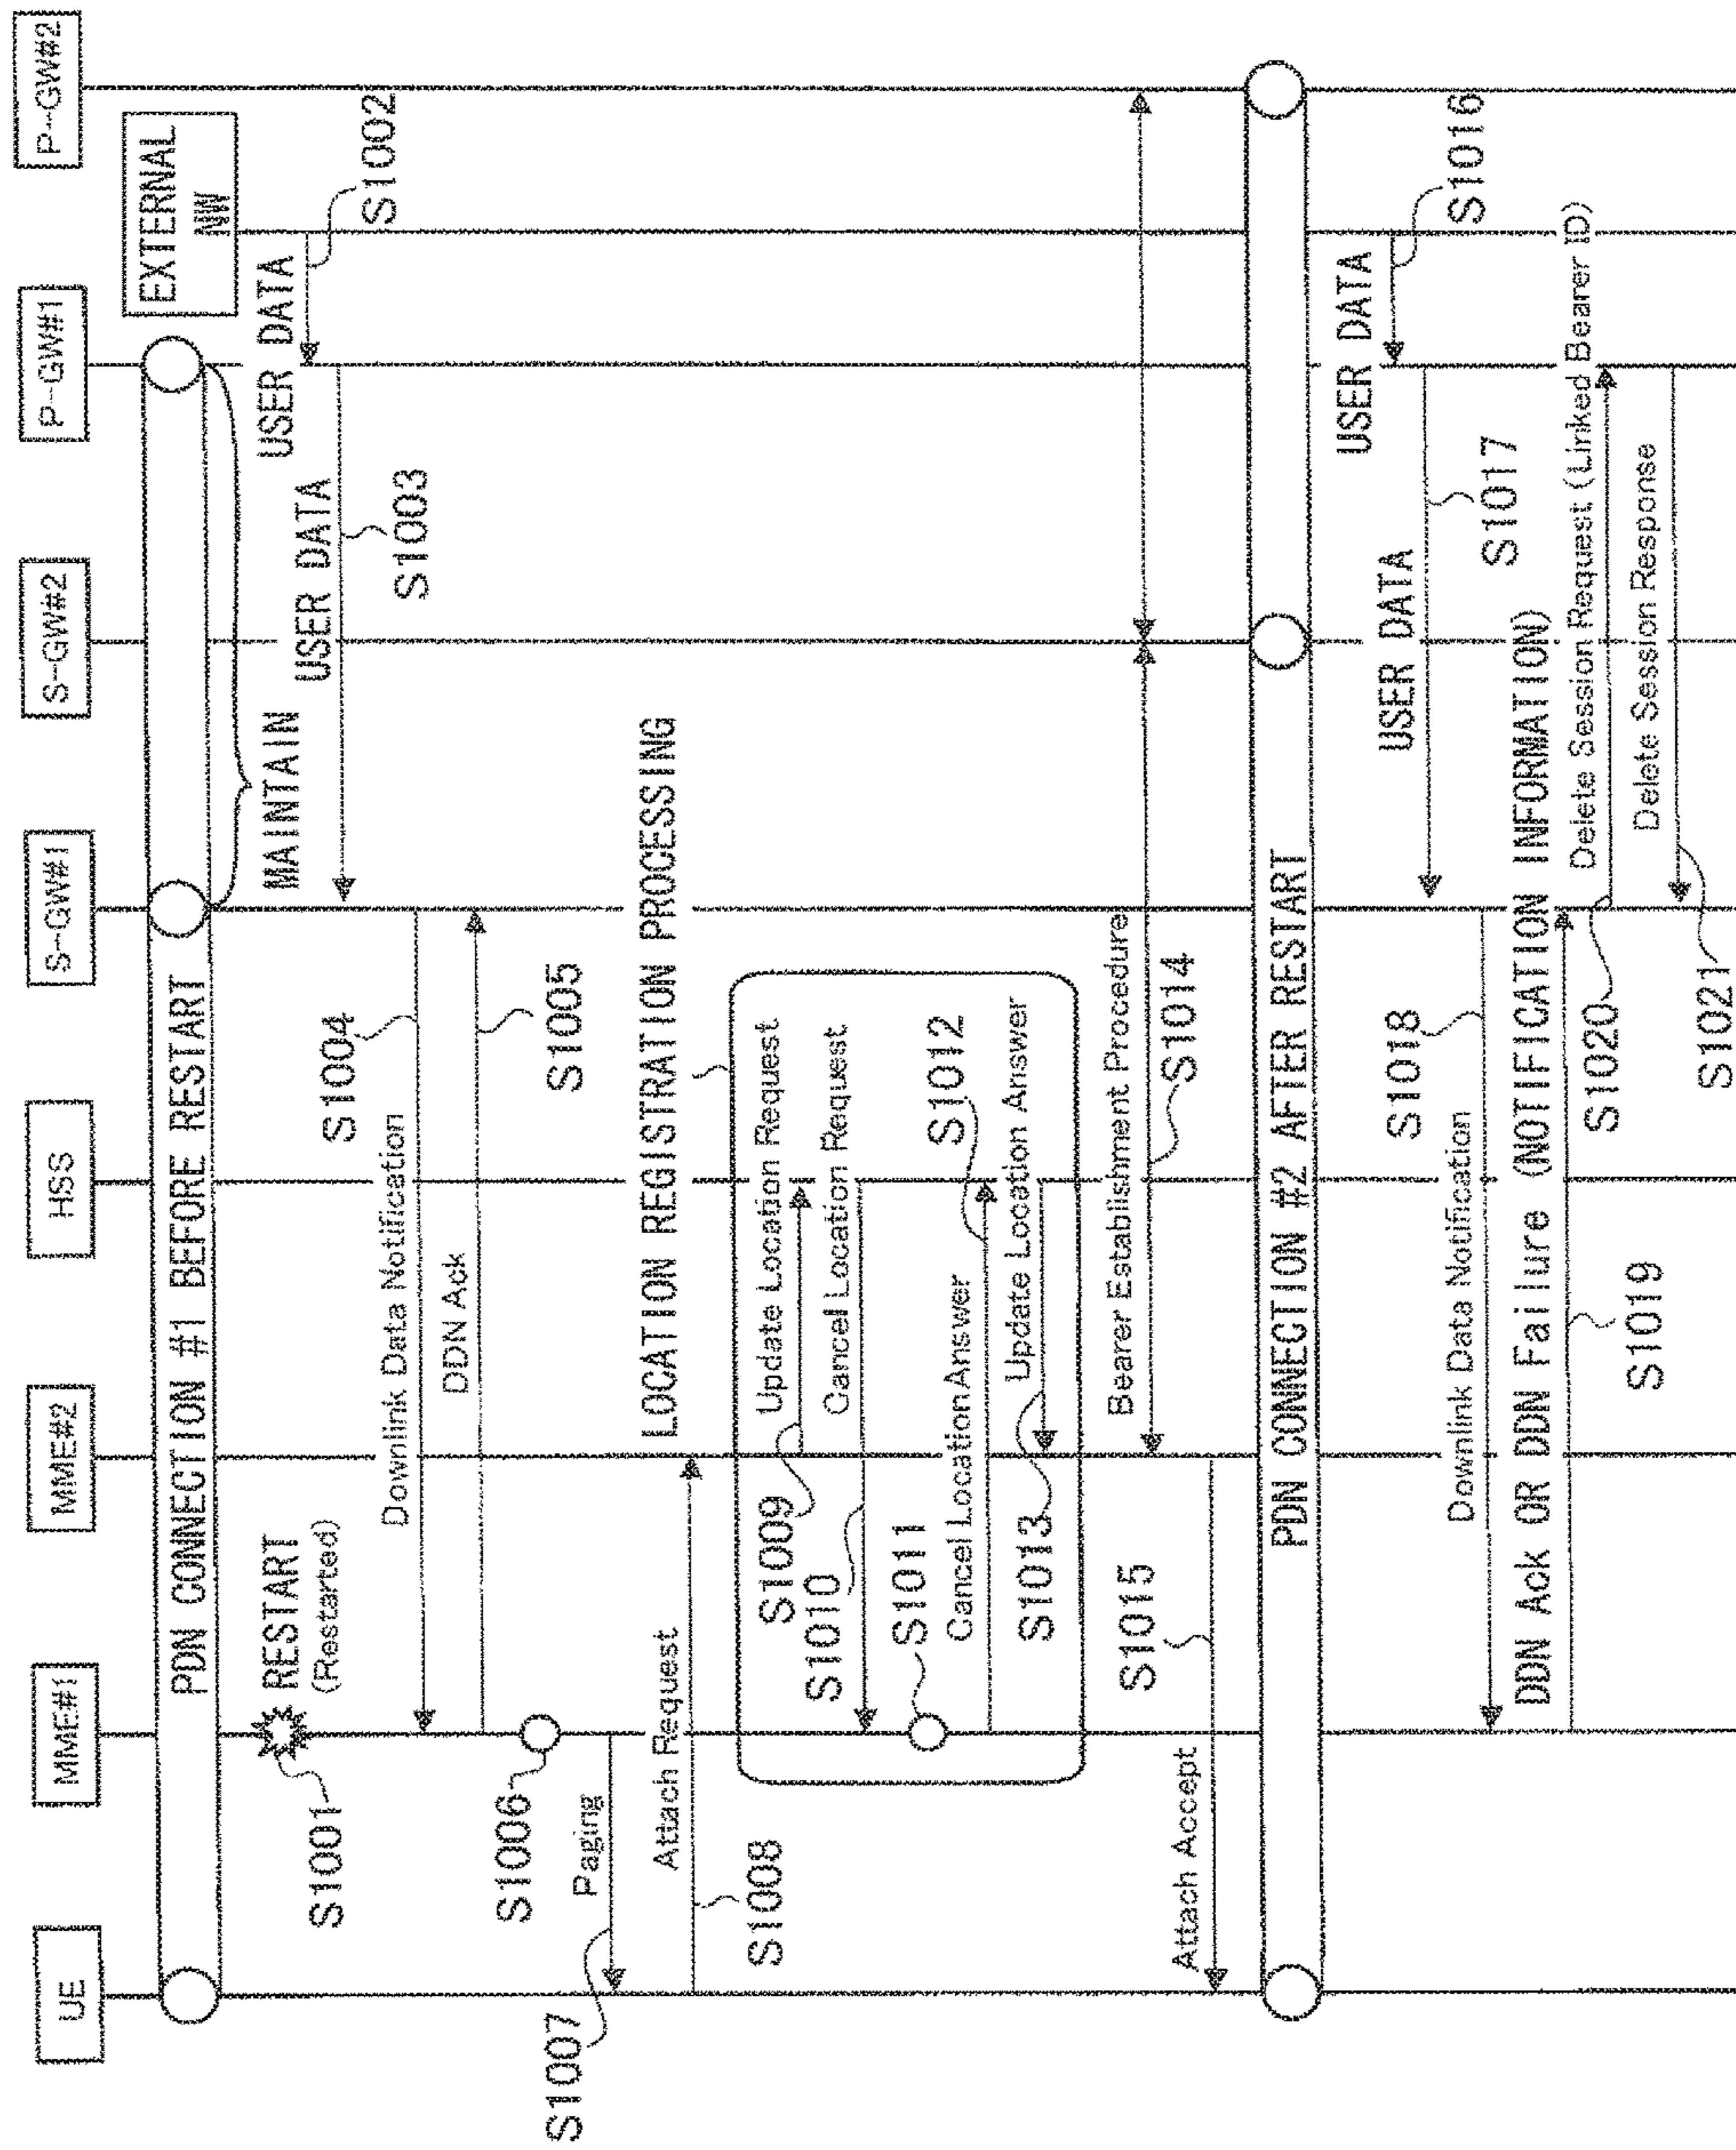 UE
MME#1
MME#2
HSS
S-GW#1
S-GW#2
P-GW#1
P-GW#2
EXTERNAL
NW
PDN CONNECTION #1 BEFORE RESTART
S1001
RESTART
(Restarted)
MAINTAIN
USER DATA
S1002
USER DATA
S1003
S1004
Downlink Data Notification
DDN Ack
S1005
S1006
Paging
S1007
Attach Request
S1008
LOCATION REGISTRATION PROCESSING
Update Location Request
S1009
Cancel Location Request
S1010
S1011
S1012
Cancel Location Answer
Update Location Answer
S1013
Bearer Establishment Procedure
S1014
S1015
Attach Accept
PDN CONNECTION #2 AFTER RESTART
USER DATA
S1016
USER DATA
S1017
S1018
Downlink Data Notification
DDN Ack OR DDN Failure (NOTIFICATION INFORMATION)
S1019
Delete Session Request (Linked Bearer ID)
S1020
Delete Session Response
S1021